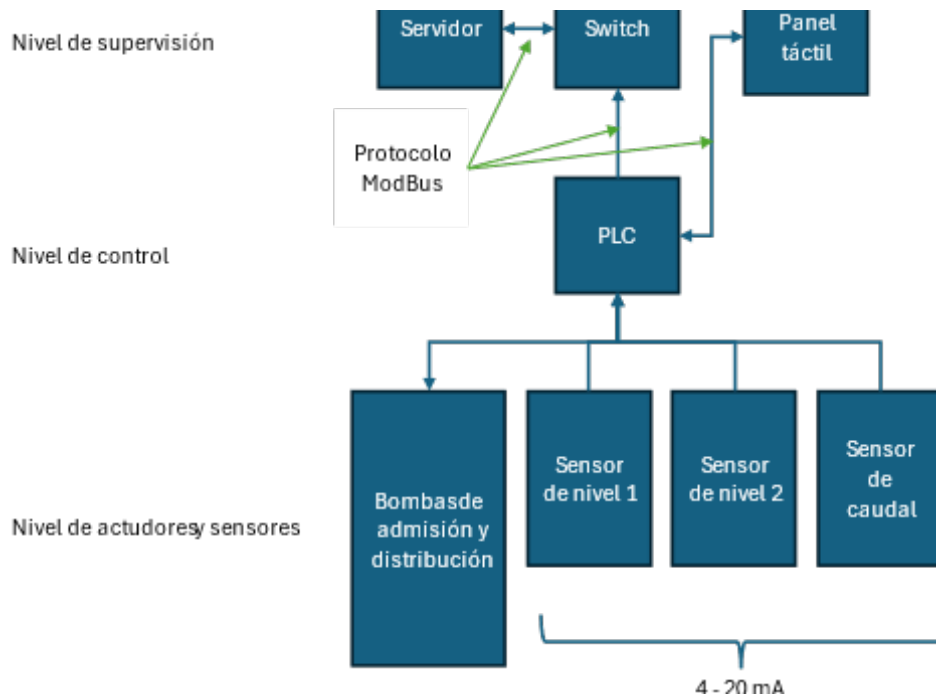 Nivel de supervisión
Servidor
Switch
Panel
táctil
Protocolo
ModBus
PLC
Nivel de control
Nivel de actudores y sensores
Bombasde
admisión y
distribución
Sensor
de nivel 1
Sensor
de nivel 2
Sensor
de
caudal
4 - 20 mA